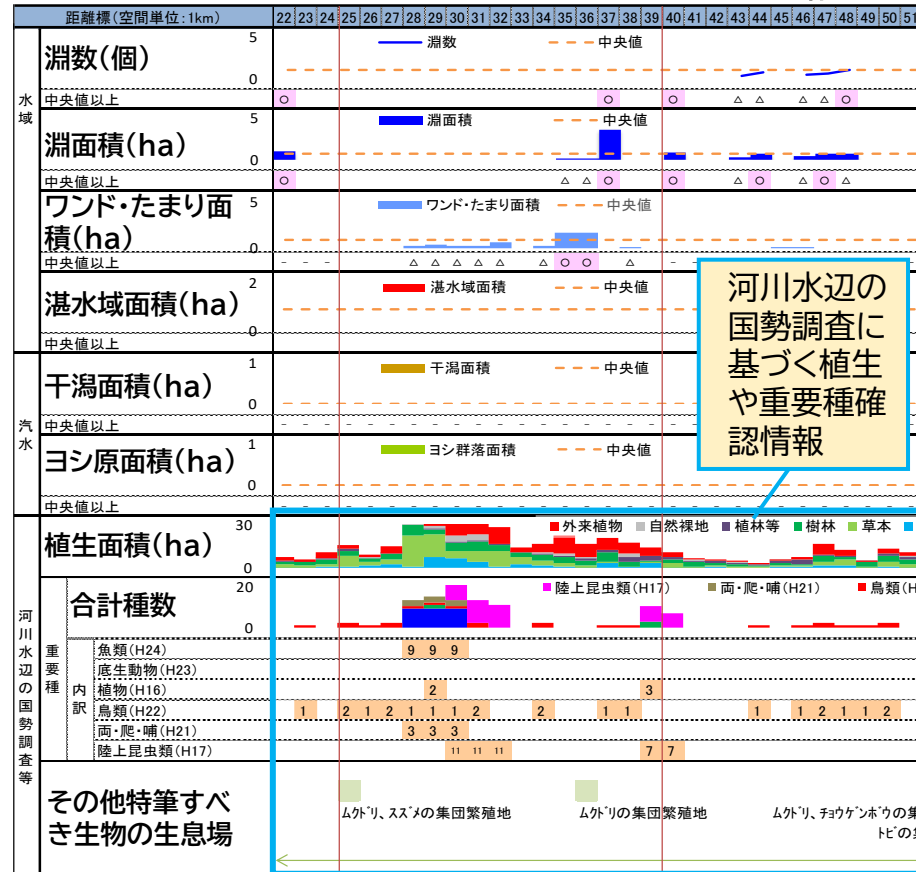 距離標(空間単位:1km) 22 23 24 25 26 27 28 29 30 31 32 33 34 35 36 37 38 39 40 41 42 43 44 45 46 47 48 49 50 51
水域
淵数(個) 5 0 淵数 中央値
中央値以上 ○ ○ ○ △ △ △ △ ○
淵面積(ha) 5 0 淵面積 中央値
中央値以上 ○ △ △ ○ ○ △ ○ △ ○ △
ワンド・たまり面積(ha) 5 0 ワンド・たまり面積 中央値
中央値以上 - - - △ △ △ △ △ △ ○ ○ △ - -
湛水域面積(ha) 2 0 湛水域面積 中央値
中央値以上
汽水
干潟面積(ha) 1 0 干潟面積 中央値
中央値以上 - - - - - - - - - - - - - - - - - - - - - - - - - - - - - -
ヨシ原面積(ha) 1 0 ヨシ群落面積 中央値
中央値以上
河川水辺の
国勢調査に
基づく植生
や重要種確
認情報
河川水辺の国勢調査等
植生面積(ha) 30 0 外来植物 自然裸地 植林等 樹林 草本
重要種
合計種数 20 0 陸上昆虫類(H17) 両・爬・哺(H21) 鳥類(H
内訳
魚類(H24) 9 9 9
底生動物(H23)
植物(H16) 2 3
鳥類(H22) 1 2 1 2 1 1 1 2 2 1 1 1 1 2 1 1 2
両・爬・哺(H21) 3 3 3
陸上昆虫類(H17) 11 11 11 7 7
その他特筆すべ
き生物の生息場
ムクドリ、スズメの集団繁殖地 ムクドリの集団繁殖地 ムクドリ、チョウゲンボウの集
トビの